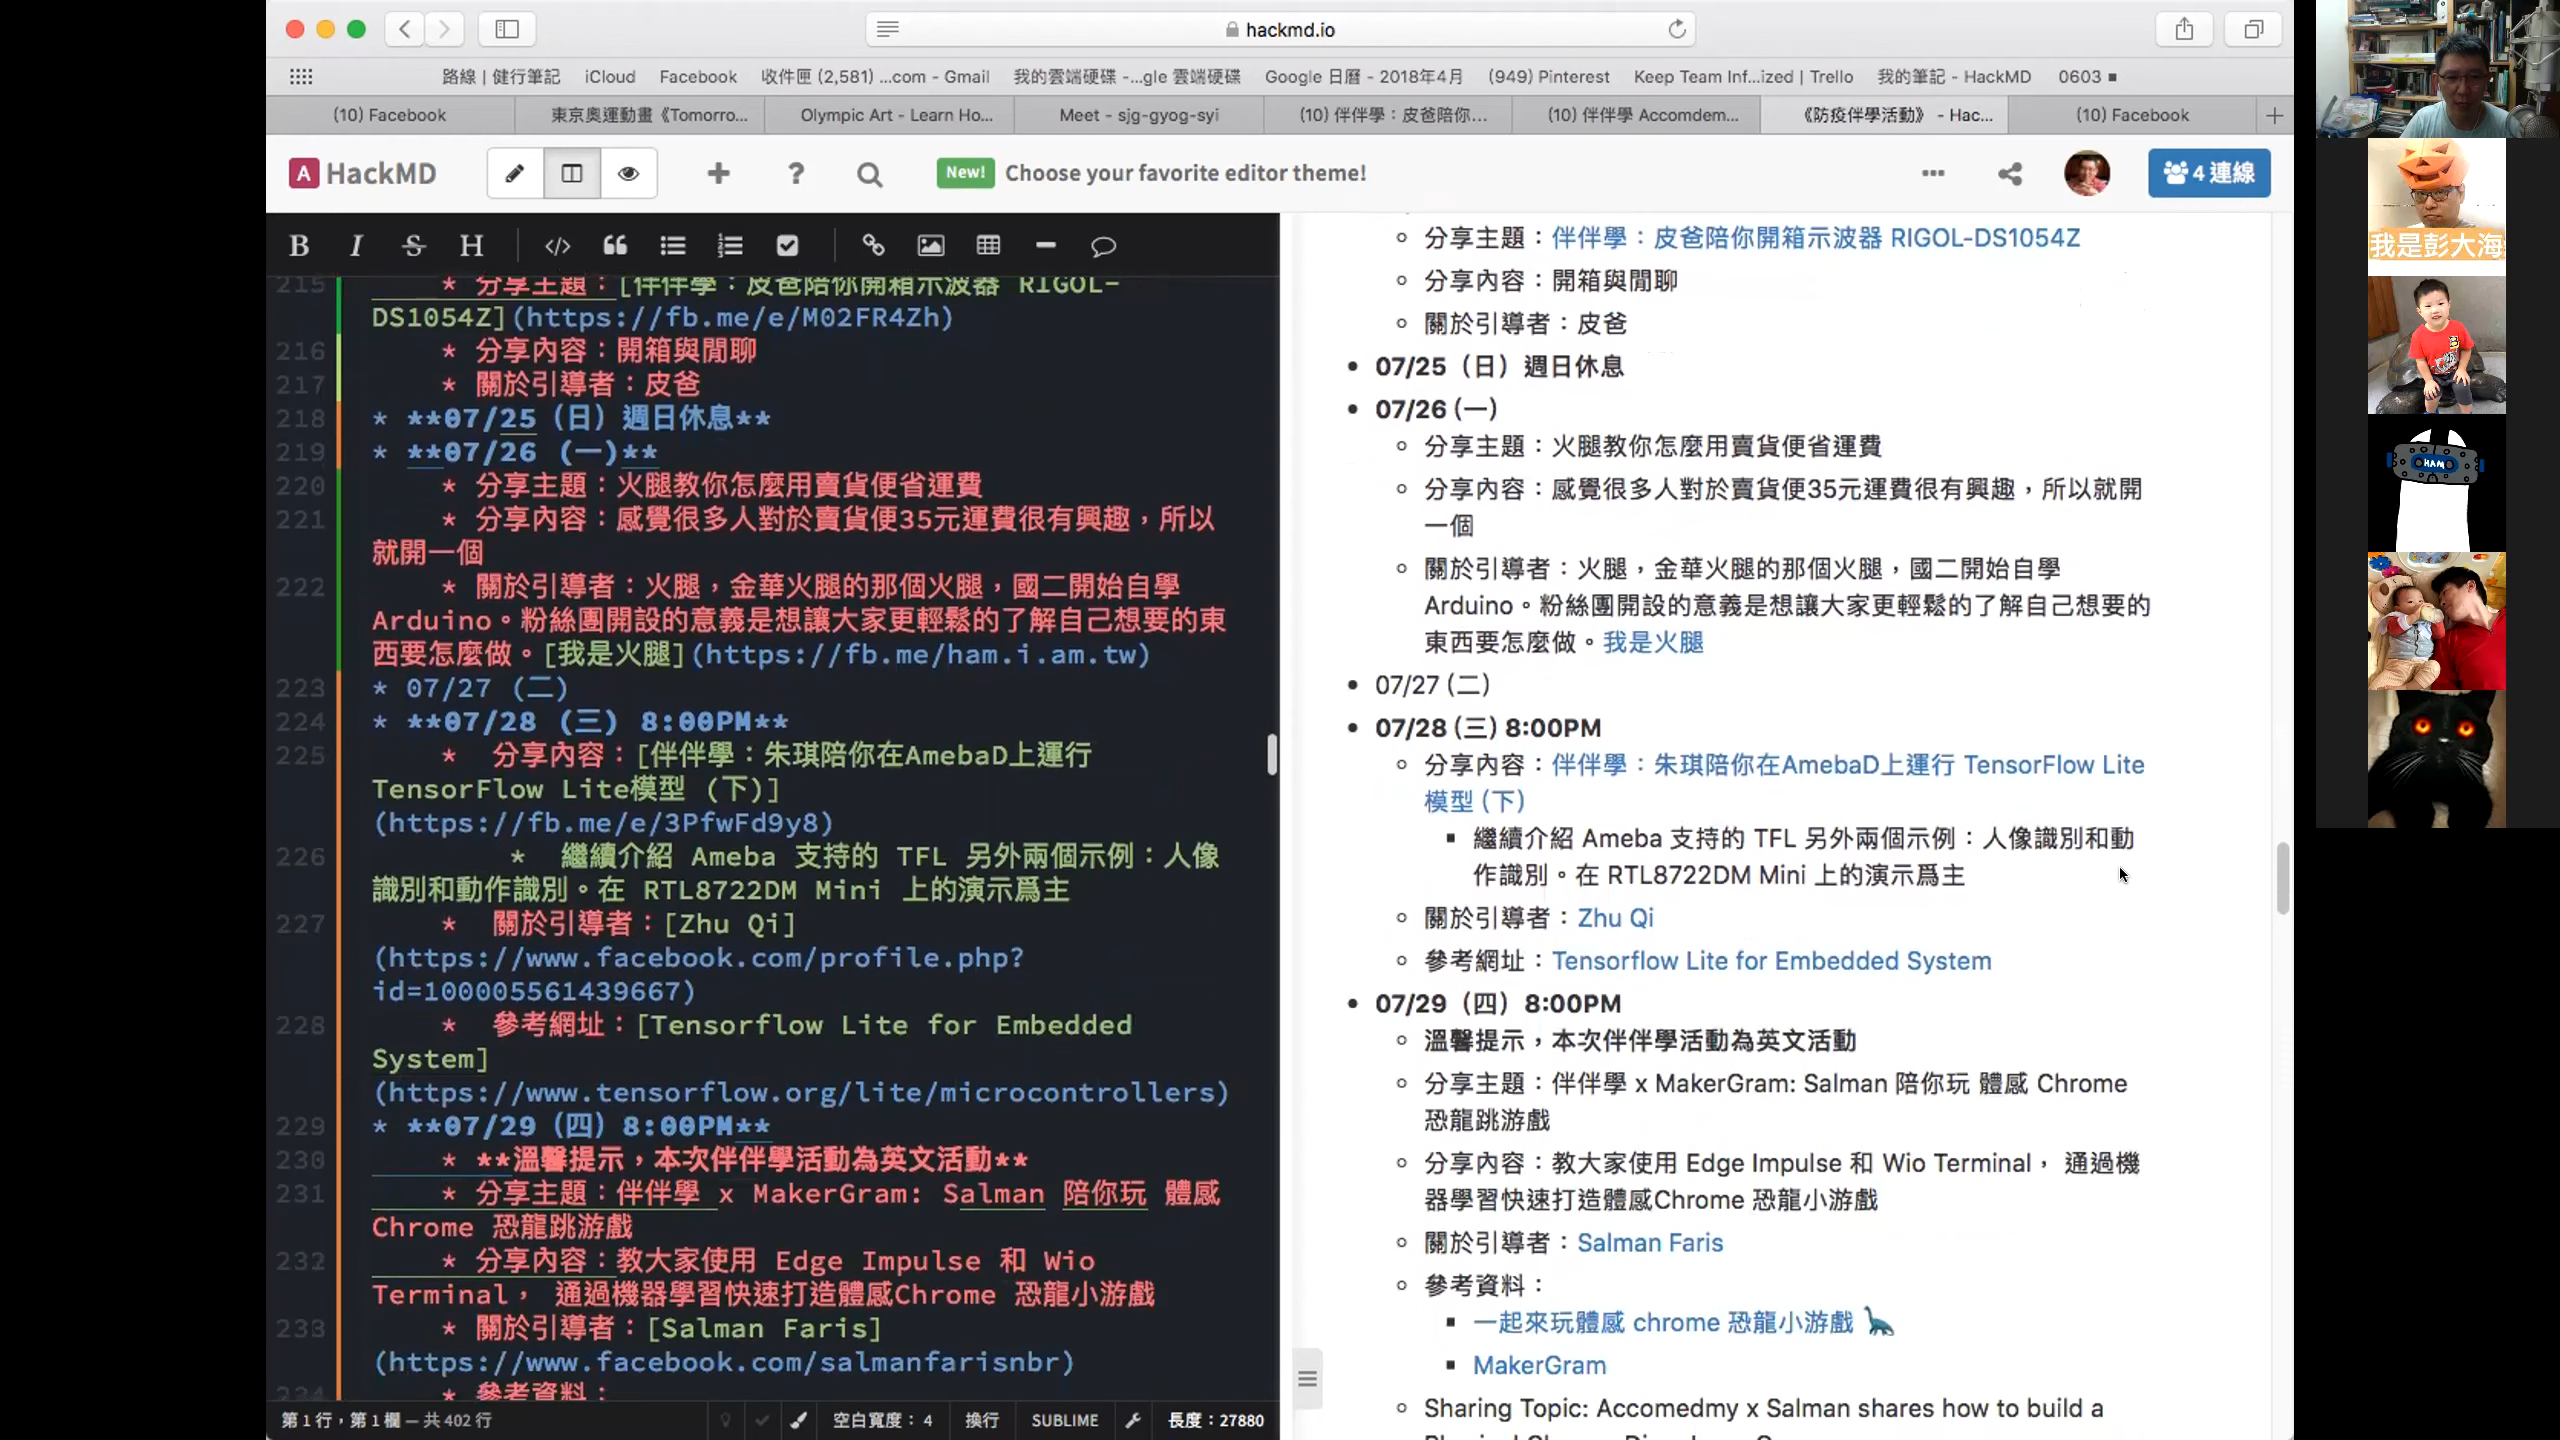 hackmd.io
路線 | 健行筆記 iCloud Facebook 收件匣 (2,581) ...com - Gmail 我的雲端硬碟 -...gle 雲端硬碟 Google 日曆 - 2018年4月 (949) Pinterest Keep Team Inf...ized | Trello 我的筆記 - HackMD 0603
(10) Facebook 東京奧運動畫《Tomorro... Olympic Art - Learn Ho... Meet - sjg-gyog-syi (10) 伴伴學：皮爸陪你... (10) 伴伴學 Accomdem... 《防疫伴學活動》 - Hac... (10) Facebook
HackMD New! Choose your favorite editor theme! 4 連線
215 * 分享主題：[伴伴學：皮爸陪你開箱示波器 RIGOL-
DS1054Z](https://fb.me/e/M02FR4Zh)
216 * 分享內容：開箱與閒聊
217 * 關於引導者：皮爸
218 * **07/25（日）週日休息**
219 * **07/26 (一)**
220 * 分享主題：火腿教你怎麼用賣貨便省運費
221 * 分享內容：感覺很多人對於賣貨便35元運費很有興趣，所以
就開一個
222 * 關於引導者：火腿，金華火腿的那個火腿，國二開始自學
Arduino。粉絲團開設的意義是想讓大家更輕鬆的了解自己想要的東
西要怎麼做。[我是火腿](https://fb.me/ham.i.am.tw)
223 * 07/27 (二)
224 * **07/28 (三) 8:00PM**
225 * 分享內容：[伴伴學：朱琪陪你在AmebaD上運行
TensorFlow Lite模型 (下)]
(https://fb.me/e/3PfwFd9y8)
226 * 繼續介紹 Ameba 支持的 TFL 另外兩個示例：人像
識別和動作識別。在 RTL8722DM Mini 上的演示爲主
227 * 關於引導者：[Zhu Qi]
(https://www.facebook.com/profile.php?
id=100005561439667)
228 * 參考網址：[Tensorflow Lite for Embedded
System]
(https://www.tensorflow.org/lite/microcontrollers)
229 * **07/29（四）8:00PM**
230 * **溫馨提示，本次伴伴學活動為英文活動**
231 * 分享主題：伴伴學 x MakerGram: Salman 陪你玩 體感
Chrome 恐龍跳游戲
232 * 分享內容：教大家使用 Edge Impulse 和 Wio
Terminal， 通過機器學習快速打造體感Chrome 恐龍小游戲
233 * 關於引導者：[Salman Faris]
(https://www.facebook.com/salmanfarisnbr)
234 * 參考資料：
第 1 行，第 1 欄 — 共 402 行 空白寬度： 4 換行 SUBLIME 長度：27880
分享主題：伴伴學：皮爸陪你開箱示波器 RIGOL-DS1054Z
分享內容：開箱與閒聊
關於引導者：皮爸
07/25（日）週日休息
07/26 (一)
分享主題：火腿教你怎麼用賣貨便省運費
分享內容：感覺很多人對於賣貨便35元運費很有興趣，所以就開
一個
關於引導者：火腿，金華火腿的那個火腿，國二開始自學
Arduino。粉絲團開設的意義是想讓大家更輕鬆的了解自己想要的
東西要怎麼做。我是火腿
07/27 (二)
07/28 (三) 8:00PM
分享內容：伴伴學：朱琪陪你在AmebaD上運行 TensorFlow Lite
模型 (下)
繼續介紹 Ameba 支持的 TFL 另外兩個示例：人像識別和動
作識別。在 RTL8722DM Mini 上的演示爲主
關於引導者：Zhu Qi
參考網址：Tensorflow Lite for Embedded System
07/29（四）8:00PM
溫馨提示，本次伴伴學活動為英文活動
分享主題：伴伴學 x MakerGram: Salman 陪你玩 體感 Chrome
恐龍跳游戲
分享內容：教大家使用 Edge Impulse 和 Wio Terminal， 通過機
器學習快速打造體感Chrome 恐龍小游戲
關於引導者：Salman Faris
參考資料：
一起來玩體感 chrome 恐龍小游戲
MakerGram
Sharing Topic: Accomedmy x Salman shares how to build a
我是彭大海
HAM